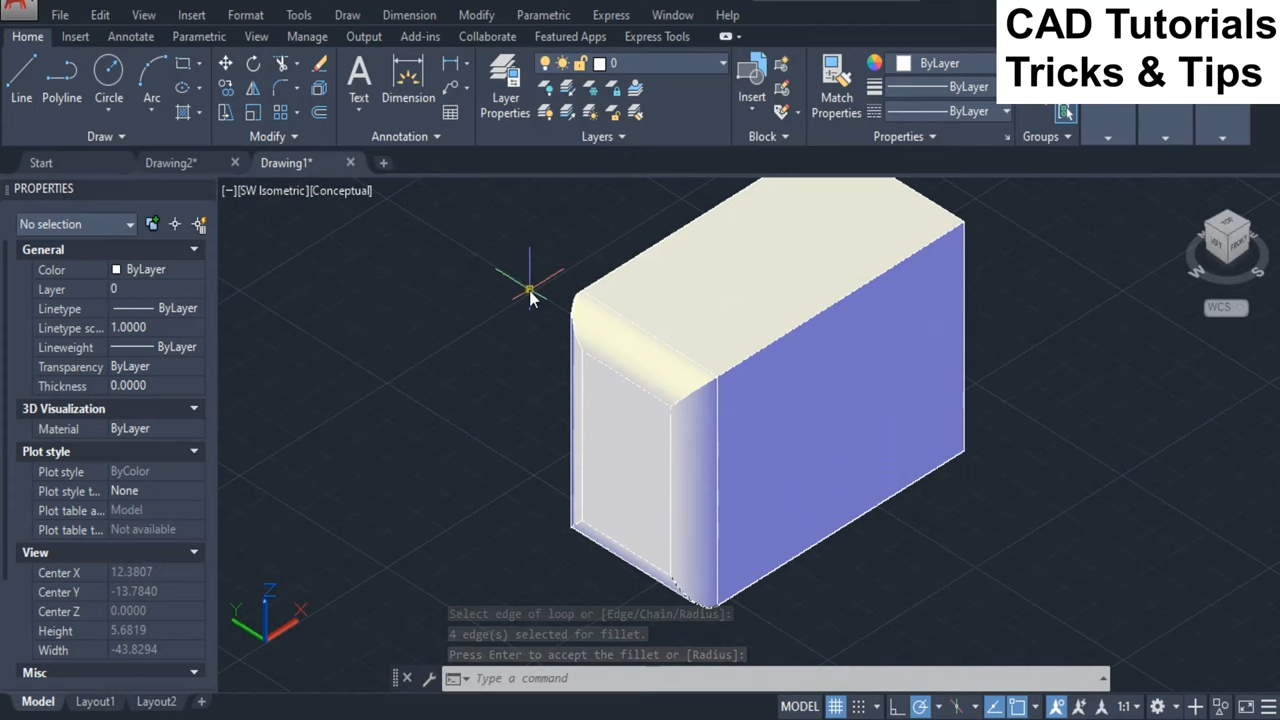 CAD Tutorials
Tricks & Tips
File Edit View Insert Format Tools Draw Dimension Modify Parametric Express Window Help
Home Insert Annotate Parametric View Manage Output Add-ins Collaborate Featured Apps Express Tools
Line Polyline Circle Arc
Text Dimension
Layer
Properties
0
Insert
Match
Properties
ByLayer
ByLayer
ByLayer
Draw Modify Annotation Layers Block Properties Groups
Start Drawing2* Drawing1*
PROPERTIES
[−][SW Isometric][Conceptual]
No selection
General
Color ByLayer
Layer 0
Linetype ByLayer
Linetype sc... 1.0000
Lineweight ByLayer
Transparency ByLayer
Thickness 0.0000
3D Visualization
Material ByLayer
Plot style
Plot style ByColor
Plot style t... None
Plot table a... Model
Plot table t... Not available
View
Center X 12.3807
Center Y -13.7840
Center Z 0.0000
Height 5.6819
Width -43.8294
Misc
TOP
LEFT FRONT
N
E
W
S
WCS
Z
Y X
Select edge of loop or [Edge/Chain/Radius]:
4 edge(s) selected for fillet.
Press Enter to accept the fillet or [Radius]:
Type a command
Model Layout1 Layout2 +
MODEL 1:1